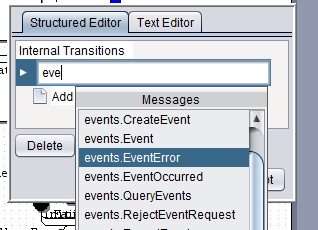 Structured Editor
Text Editor
Internal Transitions
eve
Add
Messages
events.CreateEvent
events.Event
events.EventError
events.EventOccurred
events.QueryEvents
events.RejectEventRequest
Delete